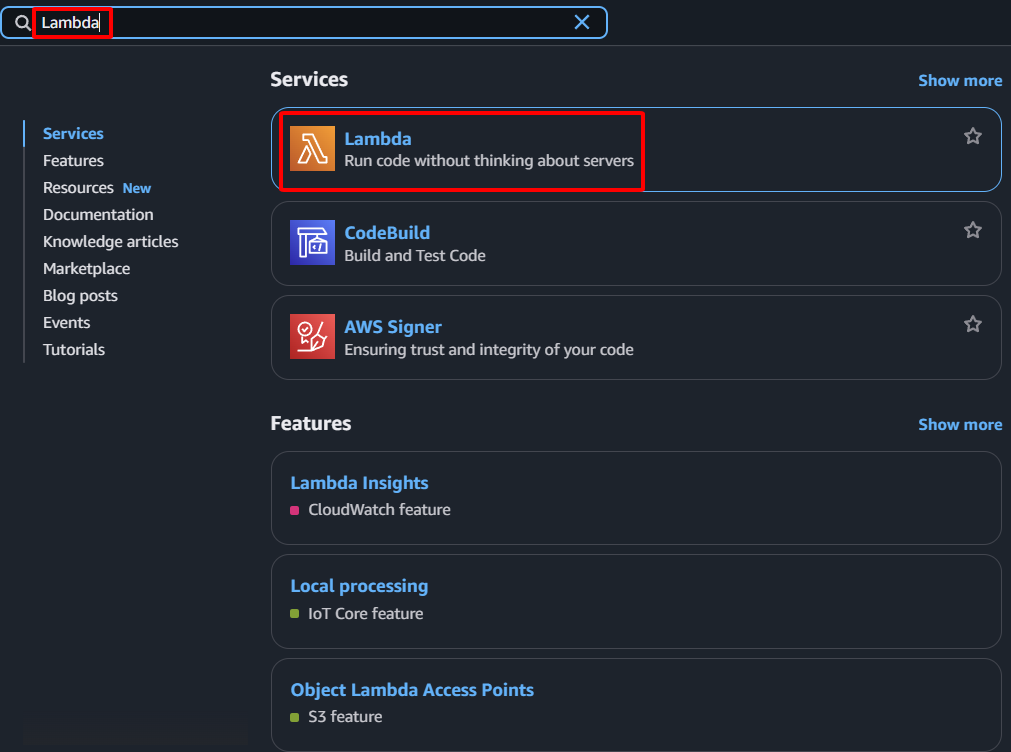 Lambda
Services
Features
Resources New
Documentation
Knowledge articles
Marketplace
Blog posts
Events
Tutorials
Services
Show more
Lambda
Run code without thinking about servers
CodeBuild
Build and Test Code
AWS Signer
Ensuring trust and integrity of your code
Features
Show more
Lambda Insights
CloudWatch feature
Local processing
IoT Core feature
Object Lambda Access Points
S3 feature